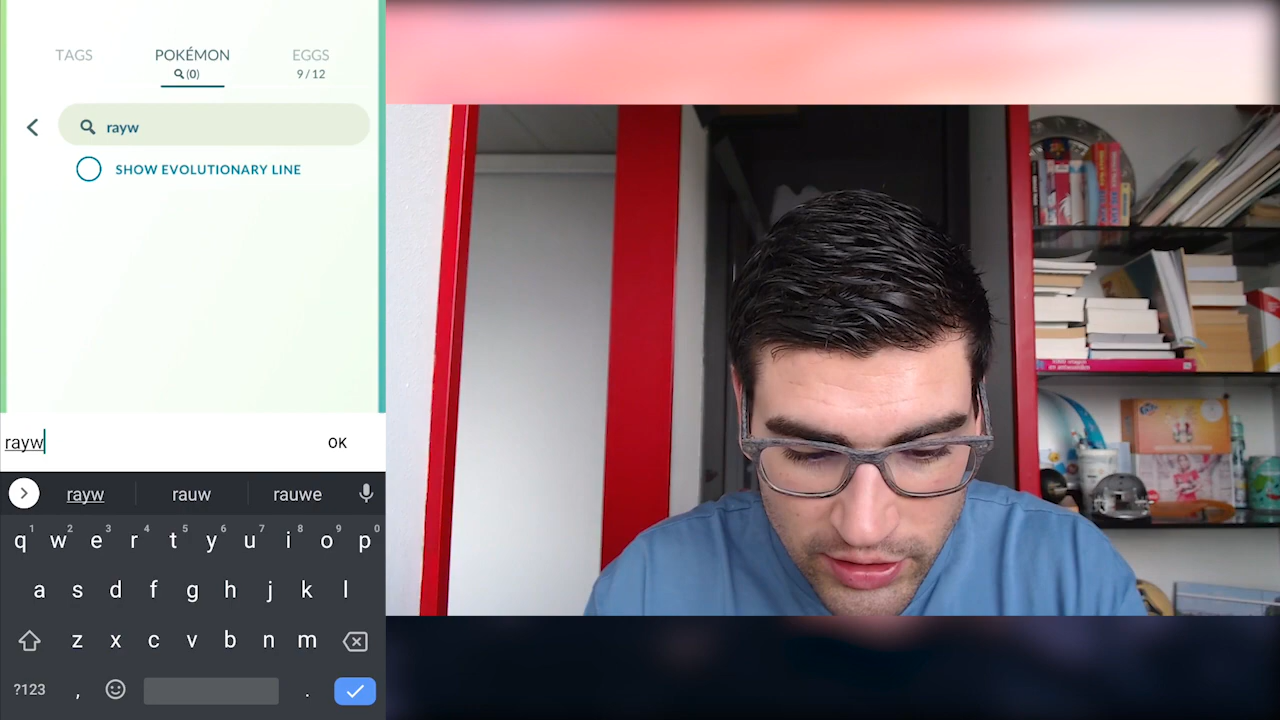 TAGS
POKÉMON
EGGS
(0)
9 / 12
rayw
SHOW EVOLUTIONARY LINE
rayw
OK
rayw
rauw
rauwe
1 2 3 4 5 6 7 8 9 0
q w e r t y u i o p
a s d f g h j k l
z x c v b n m
?123 , .